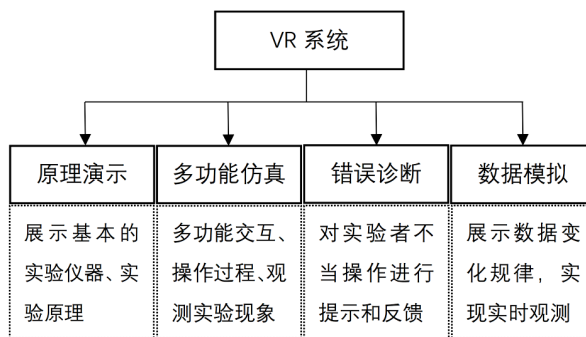 VR 系统
原理演示
多功能仿真
错误诊断
数据模拟
展示基本的
实验仪器、实
验原理
多功能交互、
操作过程、观
测实验现象
对实验者不
当操作进行
提示和反馈
展示数据变
化规律，实
现实时观测